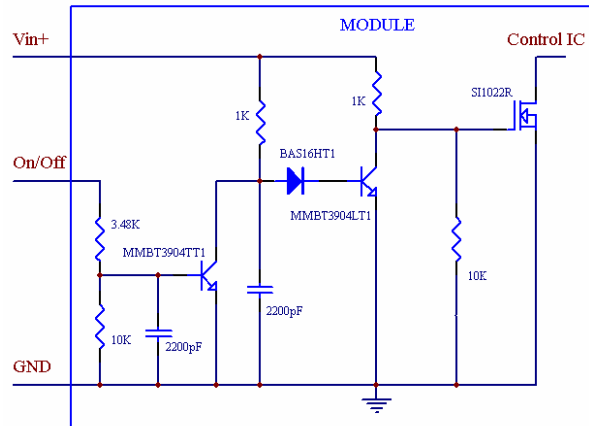 MODULE
Vin+
Control IC
SI1022R
1K
1K
BAS16HT1
On/Off
MMBT3904LT1
3.48K
MMBT3904TT1
10K
2200pF
10K
2200pF
GND